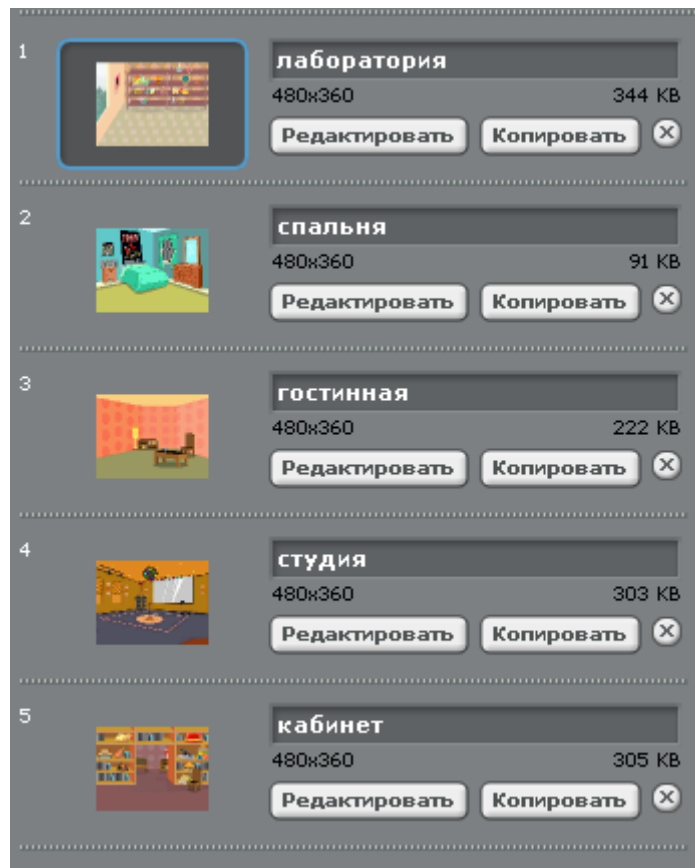 1
лаборатория
480x360 344 KB
Редактировать Копировать
2
спальня
480x360 91 KB
Редактировать Копировать
3
гостинная
480x360 222 KB
Редактировать Копировать
4
студия
480x360 303 KB
Редактировать Копировать
5
кабинет
480x360 305 KB
Редактировать Копировать